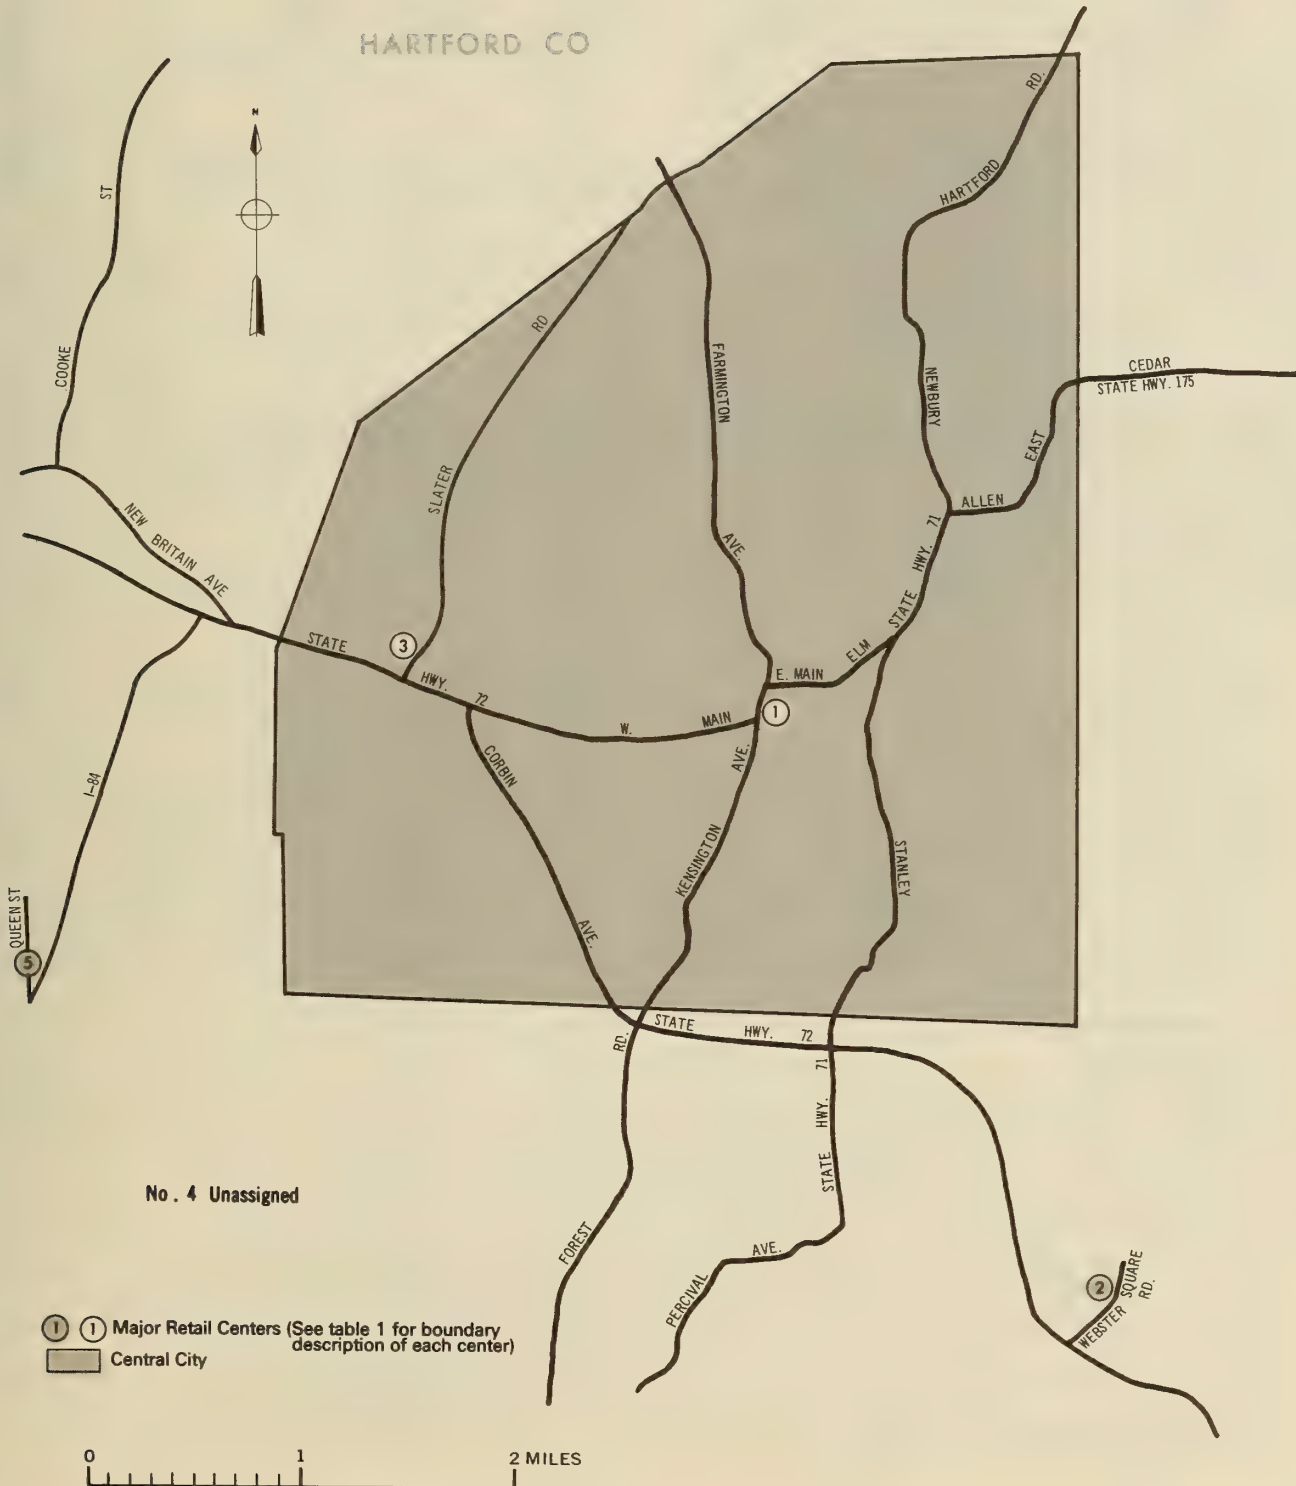 HARTFORD CO
N
ST
COOKE
RD.
HARTFORD
RD
FARMINGTON
NEWBURY
CEDAR
STATE HWY. 175
EAST
SLATER
ALLEN
NEW BRITAIN AVE
AVE.
STATE HWY. 71
3
STATE HWY. 72
ELM
E. MAIN
1
W. MAIN
CORBIN
AVE.
I-84
KENSINGTON
STANLEY
QUEEN ST
5
AVE.
RD.
STATE HWY. 72
STATE HWY. 71
No. 4 Unassigned
FOREST
AVE.
PERCIVAL
2
WEBSTER SQUARE RD.
1 1 Major Retail Centers (See table 1 for boundary
description of each center)
Central City
0 1 2 MILES